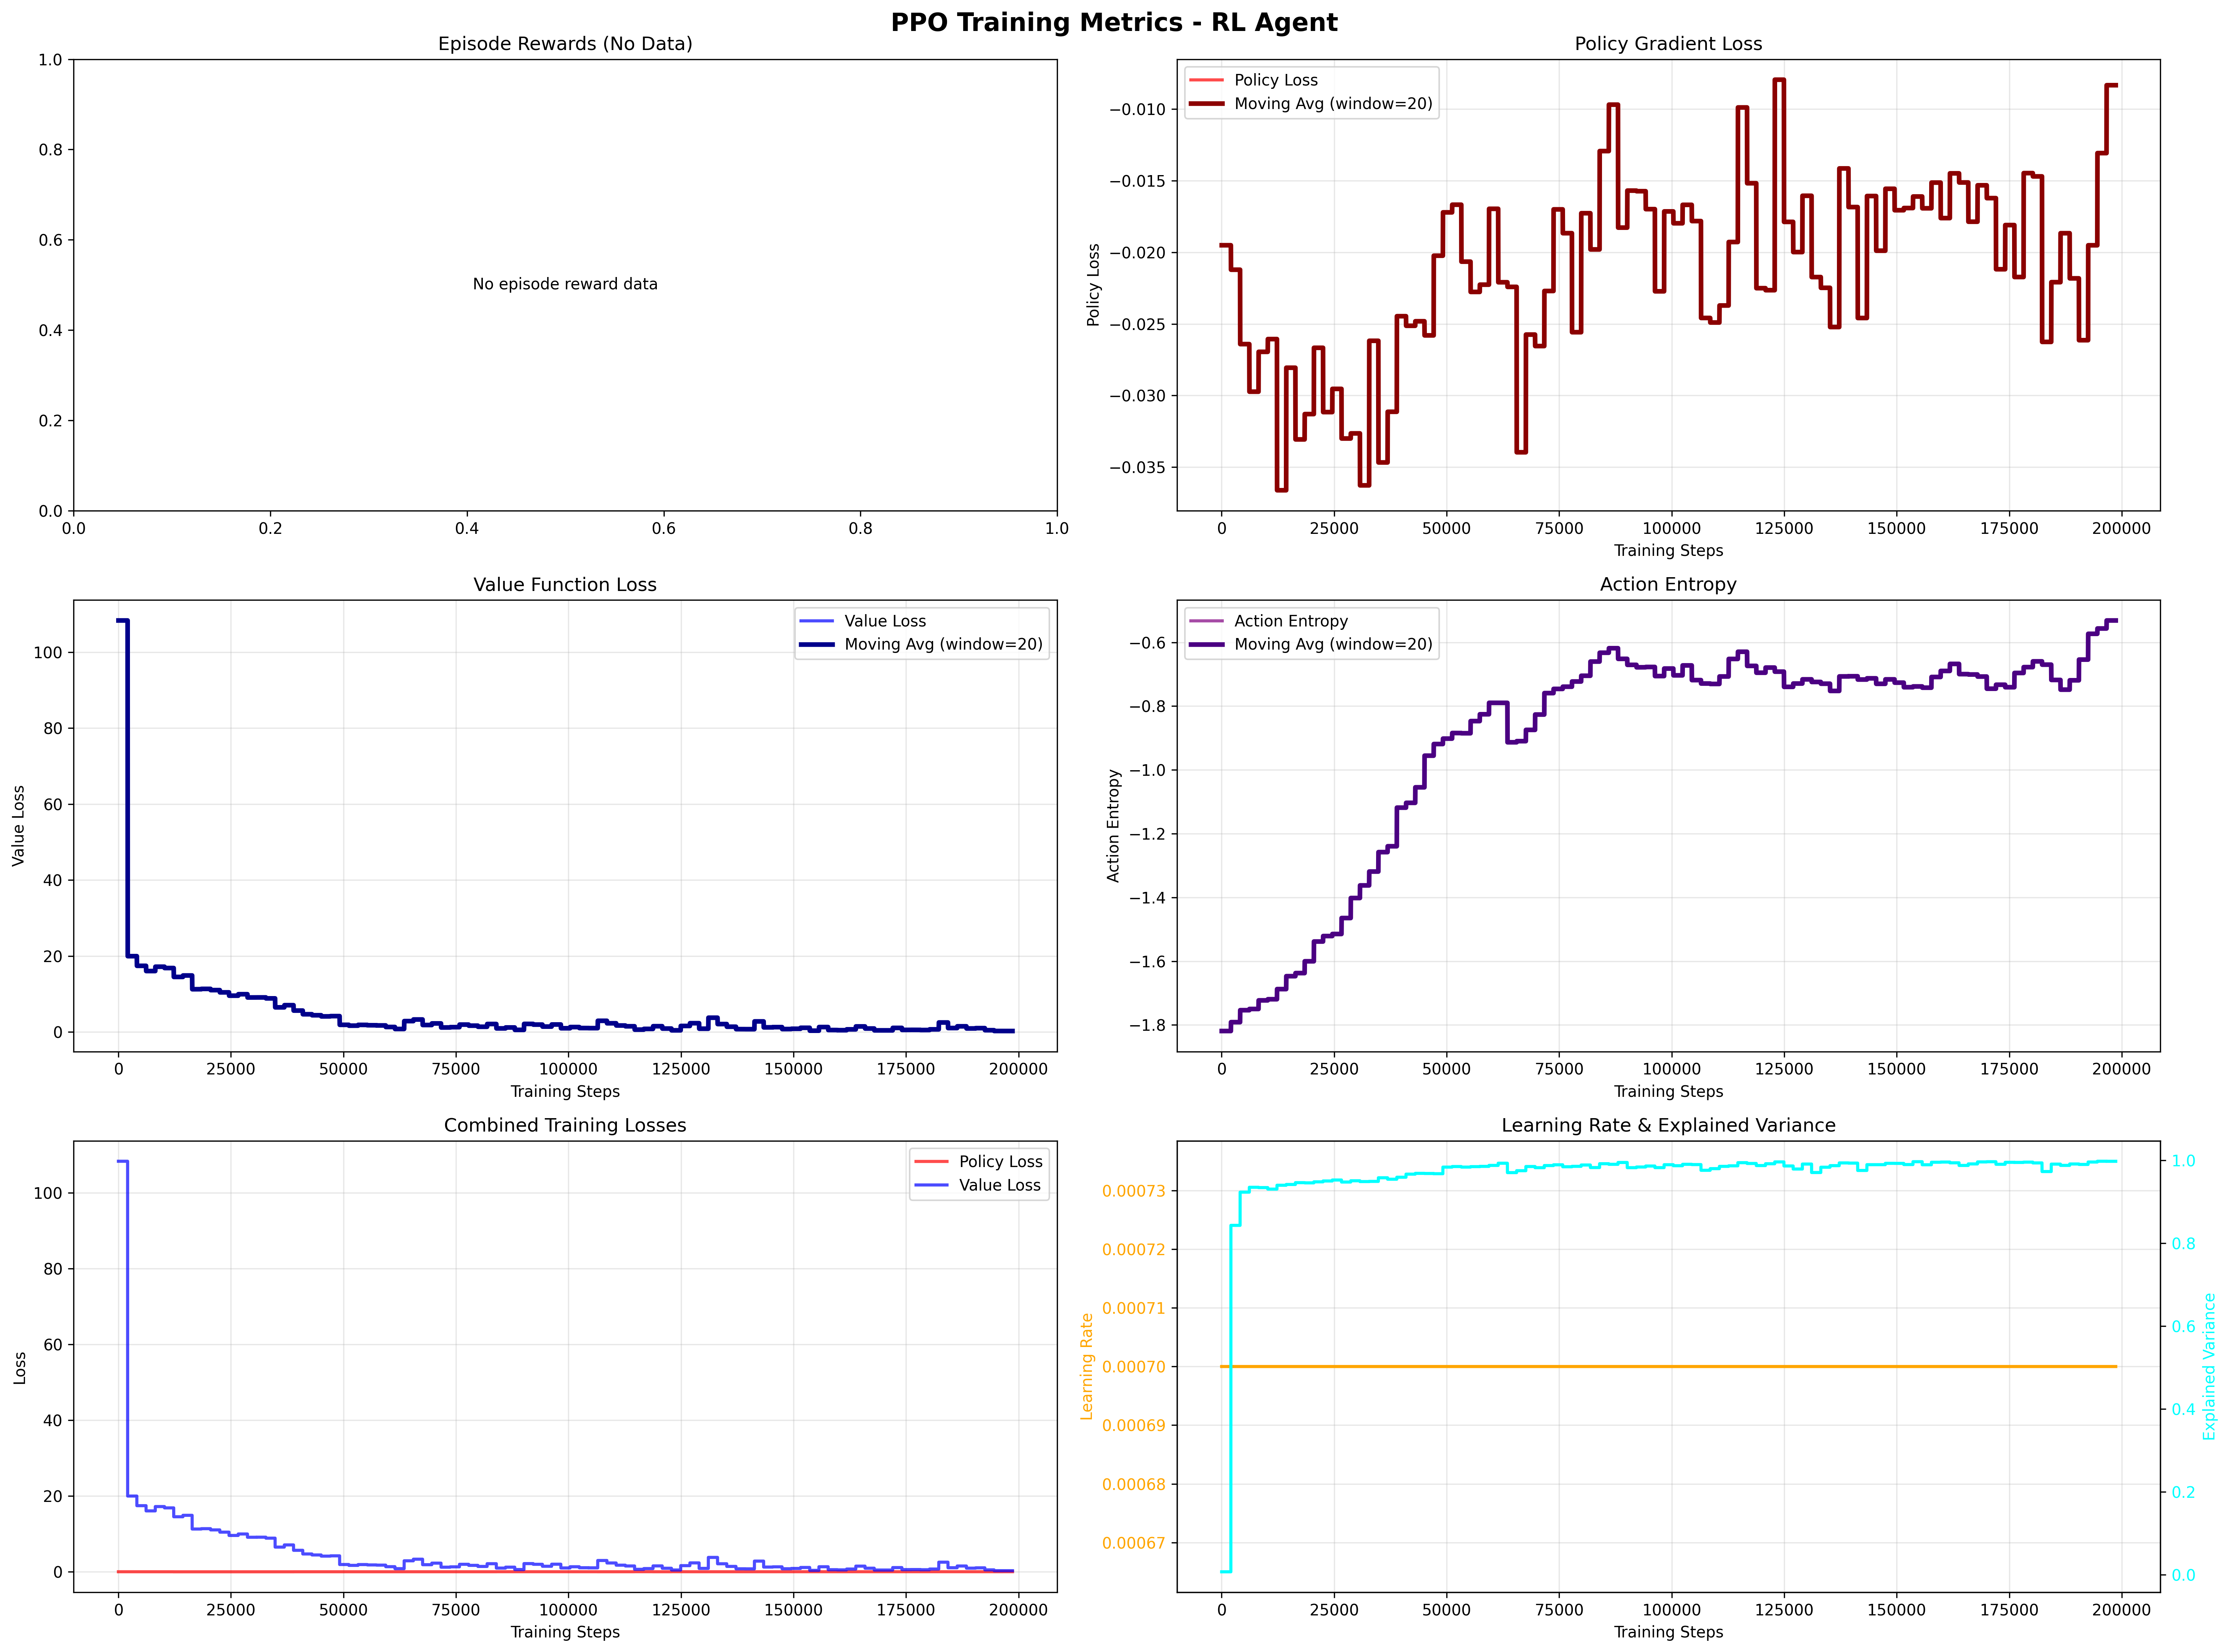 PPO Training Metrics - RL Agent
Episode Rewards (No Data)
1.0
0.8
0.6
0.4
0.2
0.0
No episode reward data
0.0 0.2 0.4 0.6 0.8 1.0
Policy Gradient Loss
Policy Loss
Moving Avg (window=20)
Policy Loss
−0.010
−0.015
−0.020
−0.025
−0.030
−0.035
0 25000 50000 75000 100000 125000 150000 175000 200000
Training Steps
Value Function Loss
Value Loss
Moving Avg (window=20)
Value Loss
100
80
60
40
20
0
0 25000 50000 75000 100000 125000 150000 175000 200000
Training Steps
Action Entropy
Action Entropy
Moving Avg (window=20)
Action Entropy
−0.6
−0.8
−1.0
−1.2
−1.4
−1.6
−1.8
0 25000 50000 75000 100000 125000 150000 175000 200000
Training Steps
Combined Training Losses
Policy Loss
Value Loss
Loss
100
80
60
40
20
0
0 25000 50000 75000 100000 125000 150000 175000 200000
Training Steps
Learning Rate & Explained Variance
Learning Rate
0.00073
0.00072
0.00071
0.00070
0.00069
0.00068
0.00067
1.0
0.8
0.6
0.4
0.2
0.0
Explained Variance
0 25000 50000 75000 100000 125000 150000 175000 200000
Training Steps